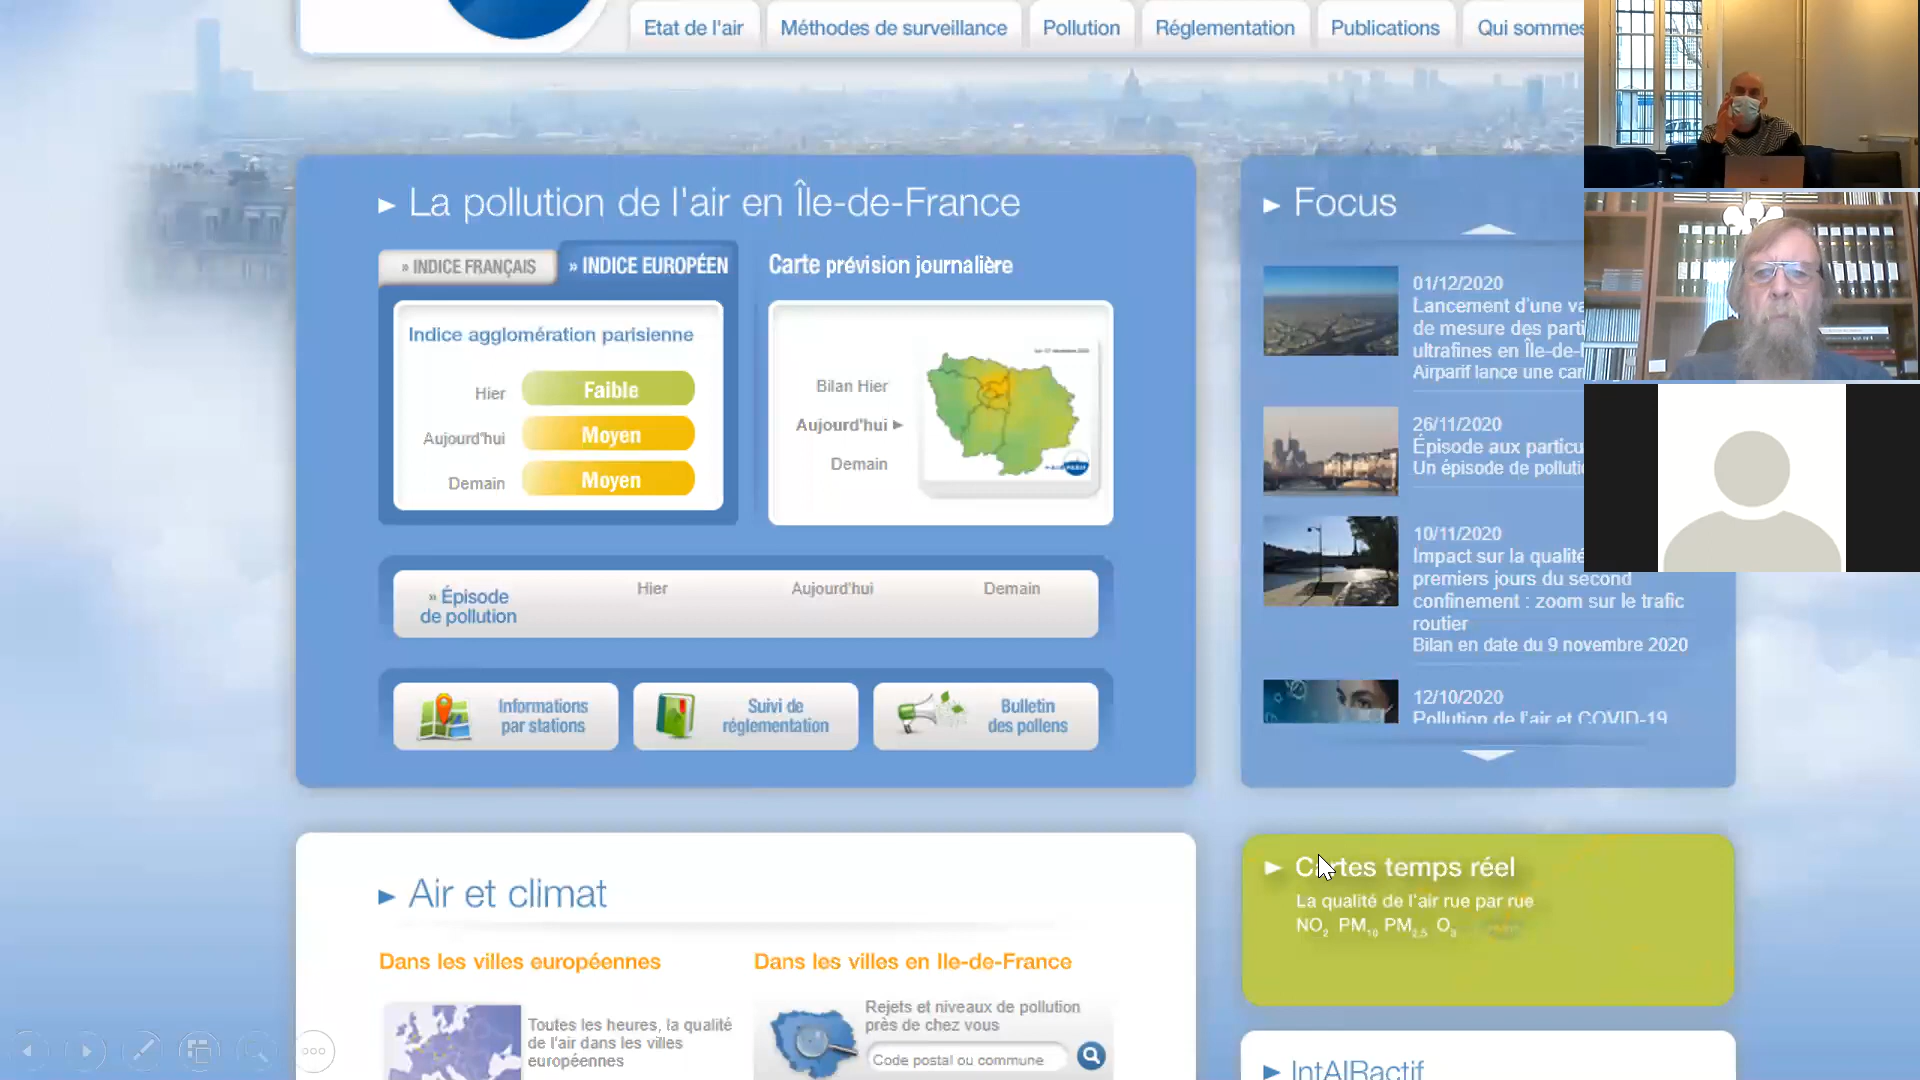 Etat de l'air
Méthodes de surveillance
Pollution
Réglementation
Publications
Qui sommes
La pollution de l'air en Île-de-France
» INDICE FRANÇAIS
» INDICE EUROPÉEN
Indice agglomération parisienne
Hier
Faible
Aujourd'hui
Moyen
Demain
Moyen
Carte prévision journalière
Bilan Hier
Aujourd'hui
Demain
» Épisode
de pollution
Hier
Aujourd'hui
Demain
Informations
par stations
Suivi de
réglementation
Bulletin
des pollens
Focus
01/12/2020
Lancement d'une
de mesure des
ultrafines en
Airparif lance une
26/11/2020
Épisode aux
Un épisode de
10/11/2020
Impact sur la
premiers jours du second
confinement : zoom sur le trafic
routier
Bilan en date du 9 novembre 2020
12/10/2020
Pollution de l'air et COVID-19
Air et climat
Dans les villes européennes
Toutes les heures, la qualité
de l'air dans les villes
européennes
Dans les villes en Ile-de-France
Rejets et niveaux de pollution
près de chez vous
Code postal ou commune
Cartes temps réel
La qualité de l'air rue par rue
NO2 PM10 PM2,5 O3
IntAIRactif